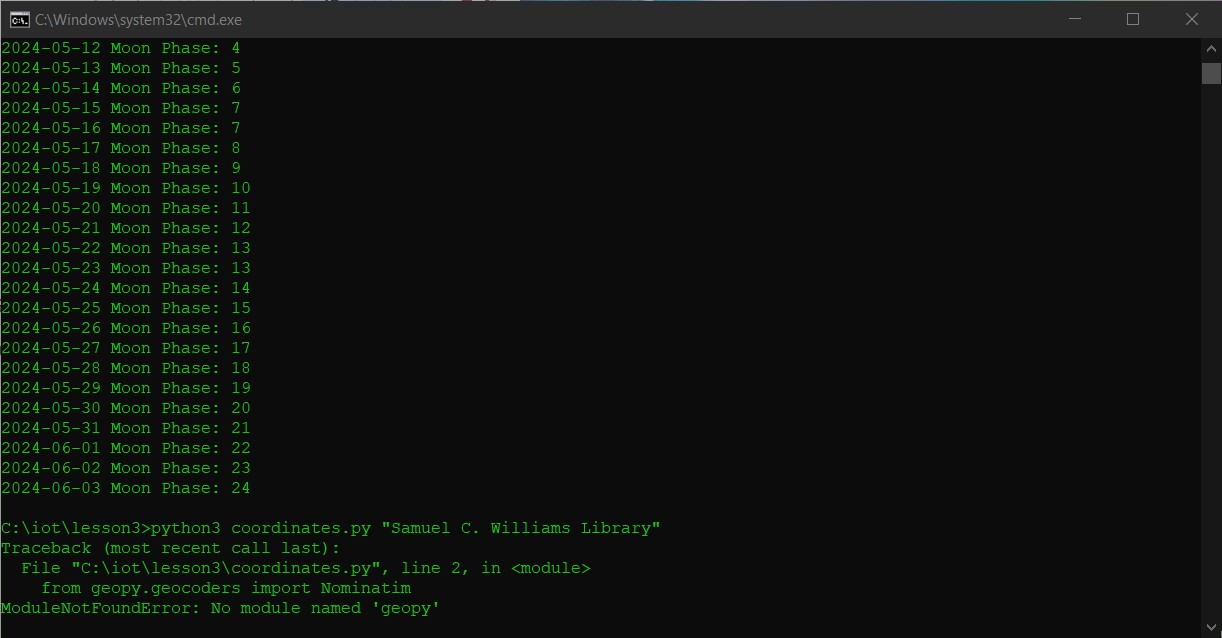 C:\Windows\system32\cmd.exe
2024-05-12 Moon Phase: 4
2024-05-13 Moon Phase: 5
2024-05-14 Moon Phase: 6
2024-05-15 Moon Phase: 7
2024-05-16 Moon Phase: 7
2024-05-17 Moon Phase: 8
2024-05-18 Moon Phase: 9
2024-05-19 Moon Phase: 10
2024-05-20 Moon Phase: 11
2024-05-21 Moon Phase: 12
2024-05-22 Moon Phase: 13
2024-05-23 Moon Phase: 13
2024-05-24 Moon Phase: 14
2024-05-25 Moon Phase: 15
2024-05-26 Moon Phase: 16
2024-05-27 Moon Phase: 17
2024-05-28 Moon Phase: 18
2024-05-29 Moon Phase: 19
2024-05-30 Moon Phase: 20
2024-05-31 Moon Phase: 21
2024-06-01 Moon Phase: 22
2024-06-02 Moon Phase: 23
2024-06-03 Moon Phase: 24
C:\iot\lesson3>python3 coordinates.py "Samuel C. Williams Library"
Traceback (most recent call last):
  File "C:\iot\lesson3\coordinates.py", line 2, in <module>
    from geopy.geocoders import Nominatim
ModuleNotFoundError: No module named 'geopy'